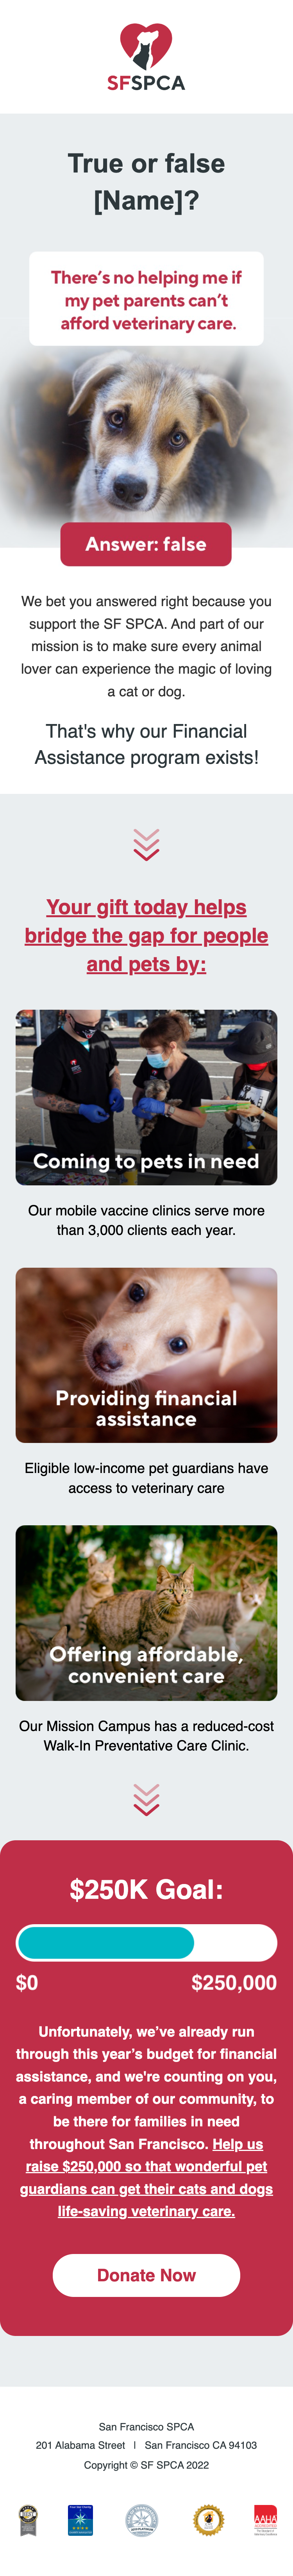 SFSPCA
True or false
[Name]?
There's no helping me if
my pet parents can't
afford veterinary care.
Answer: false
We bet you answered right because you
support the SF SPCA. And part of our
mission is to make sure every animal
lover can experience the magic of loving
a cat or dog.
That's why our Financial
Assistance program exists!
Your gift today helps
bridge the gap for people
and pets by:
Coming to pets in need
Our mobile vaccine clinics serve more
than 3,000 clients each year.
Providing financial
assistance
Eligible low-income pet guardians have
access to veterinary care
Offering affordable,
convenient care
Our Mission Campus has a reduced-cost
Walk-In Preventative Care Clinic.
$250K Goal:
$0 $250,000
Unfortunately, we've already run
through this year's budget for financial
assistance, and we're counting on you,
a caring member of our community, to
be there for families in need
throughout San Francisco. Help us
raise $250,000 so that wonderful pet
guardians can get their cats and dogs
life-saving veterinary care.
Donate Now
San Francisco SPCA
201 Alabama Street | San Francisco CA 94103
Copyright © SF SPCA 2022
AAHA